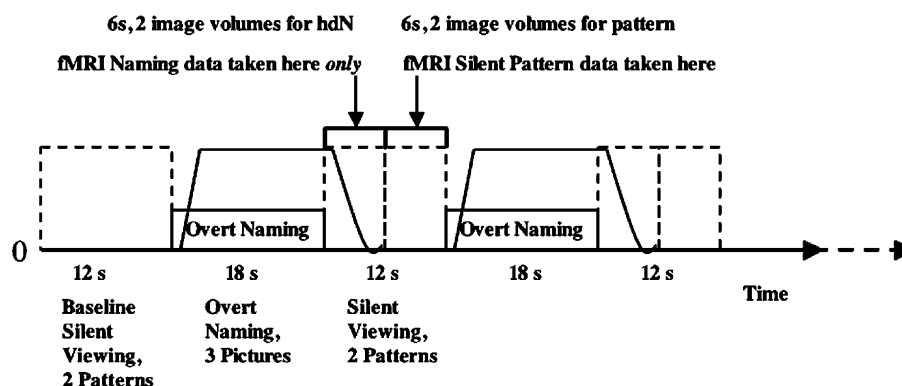 6s, 2 image volumes for hdN
6s, 2 image volumes for pattern
fMRI Naming data taken here only
fMRI Silent Pattern data taken here
Overt Naming
Overt Naming
0
12 s
18 s
12 s
18 s
12 s
Time
Baseline
Silent
Viewing,
2 Patterns
Overt
Naming,
3 Pictures
Silent
Viewing,
2 Patterns